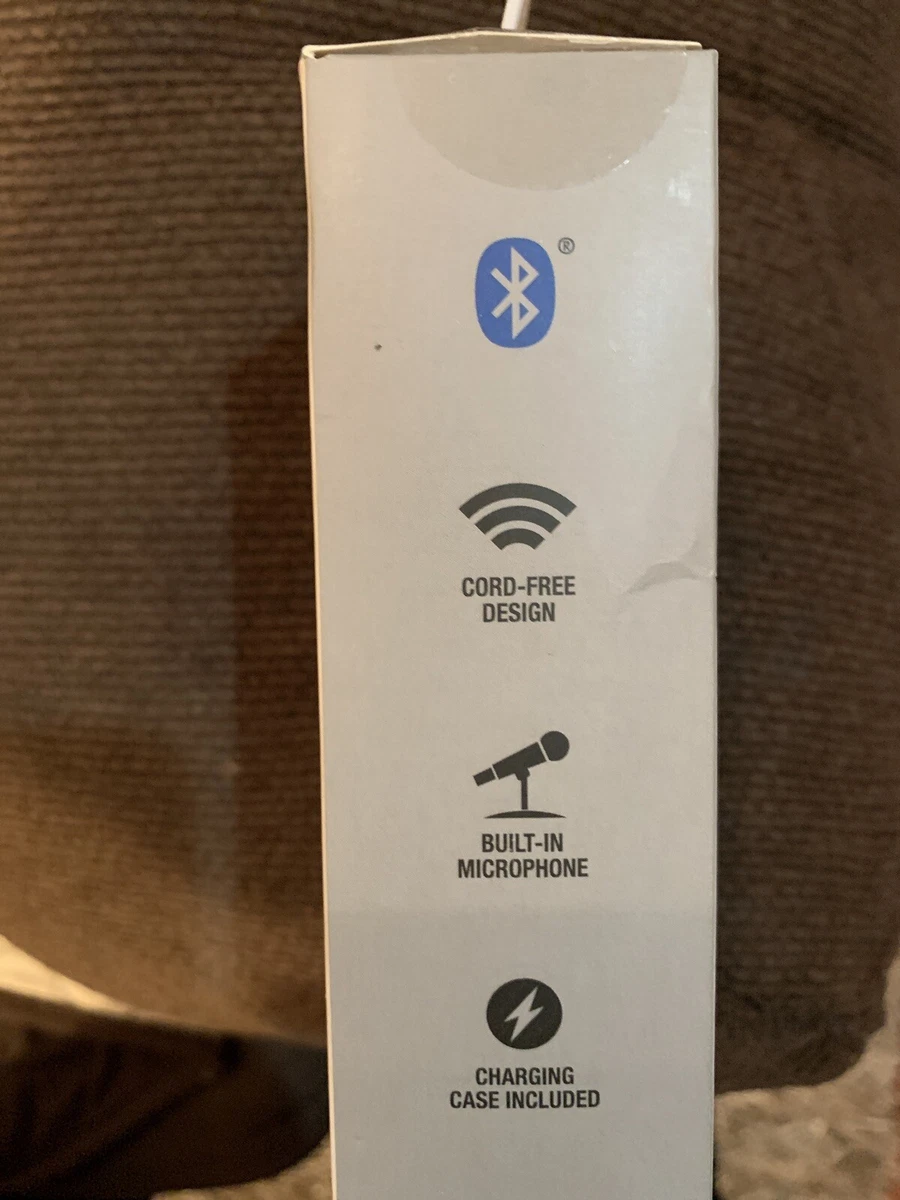 ®
CORD-FREE
DESIGN
BUILT-IN
MICROPHONE
CHARGING
CASE INCLUDED